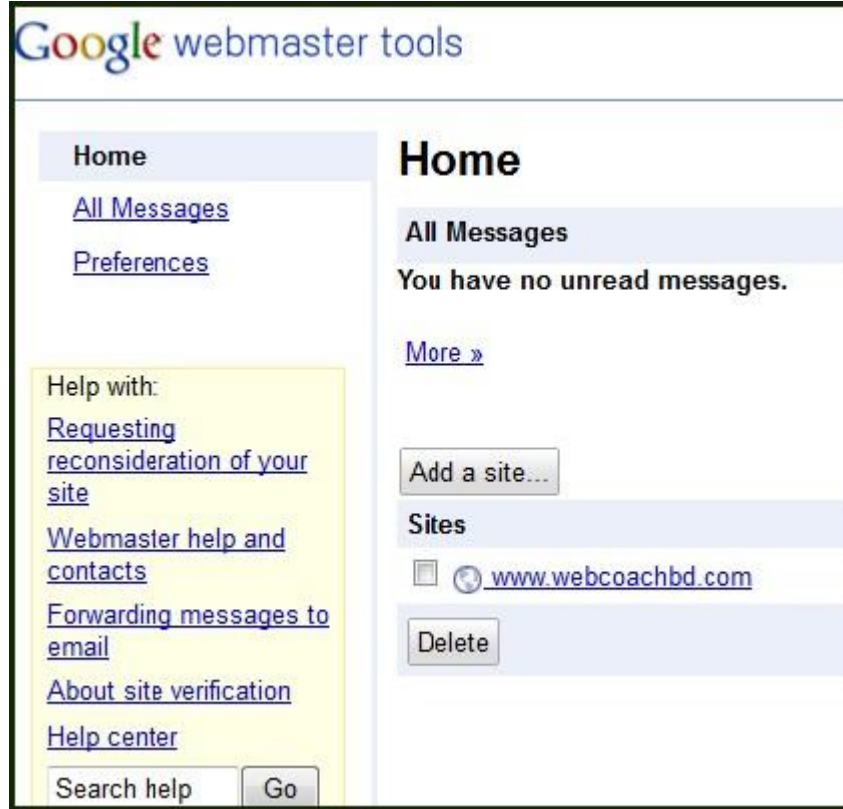 Google webmaster tools
Home
All Messages
Preferences
Help with:
Requesting
reconsideration of your
site
Webmaster help and
contacts
Forwarding messages to
email
About site verification
Help center
Search help
Go
Home
All Messages
You have no unread messages.
More »
Add a site...
Sites
www.webcoachbd.com
Delete